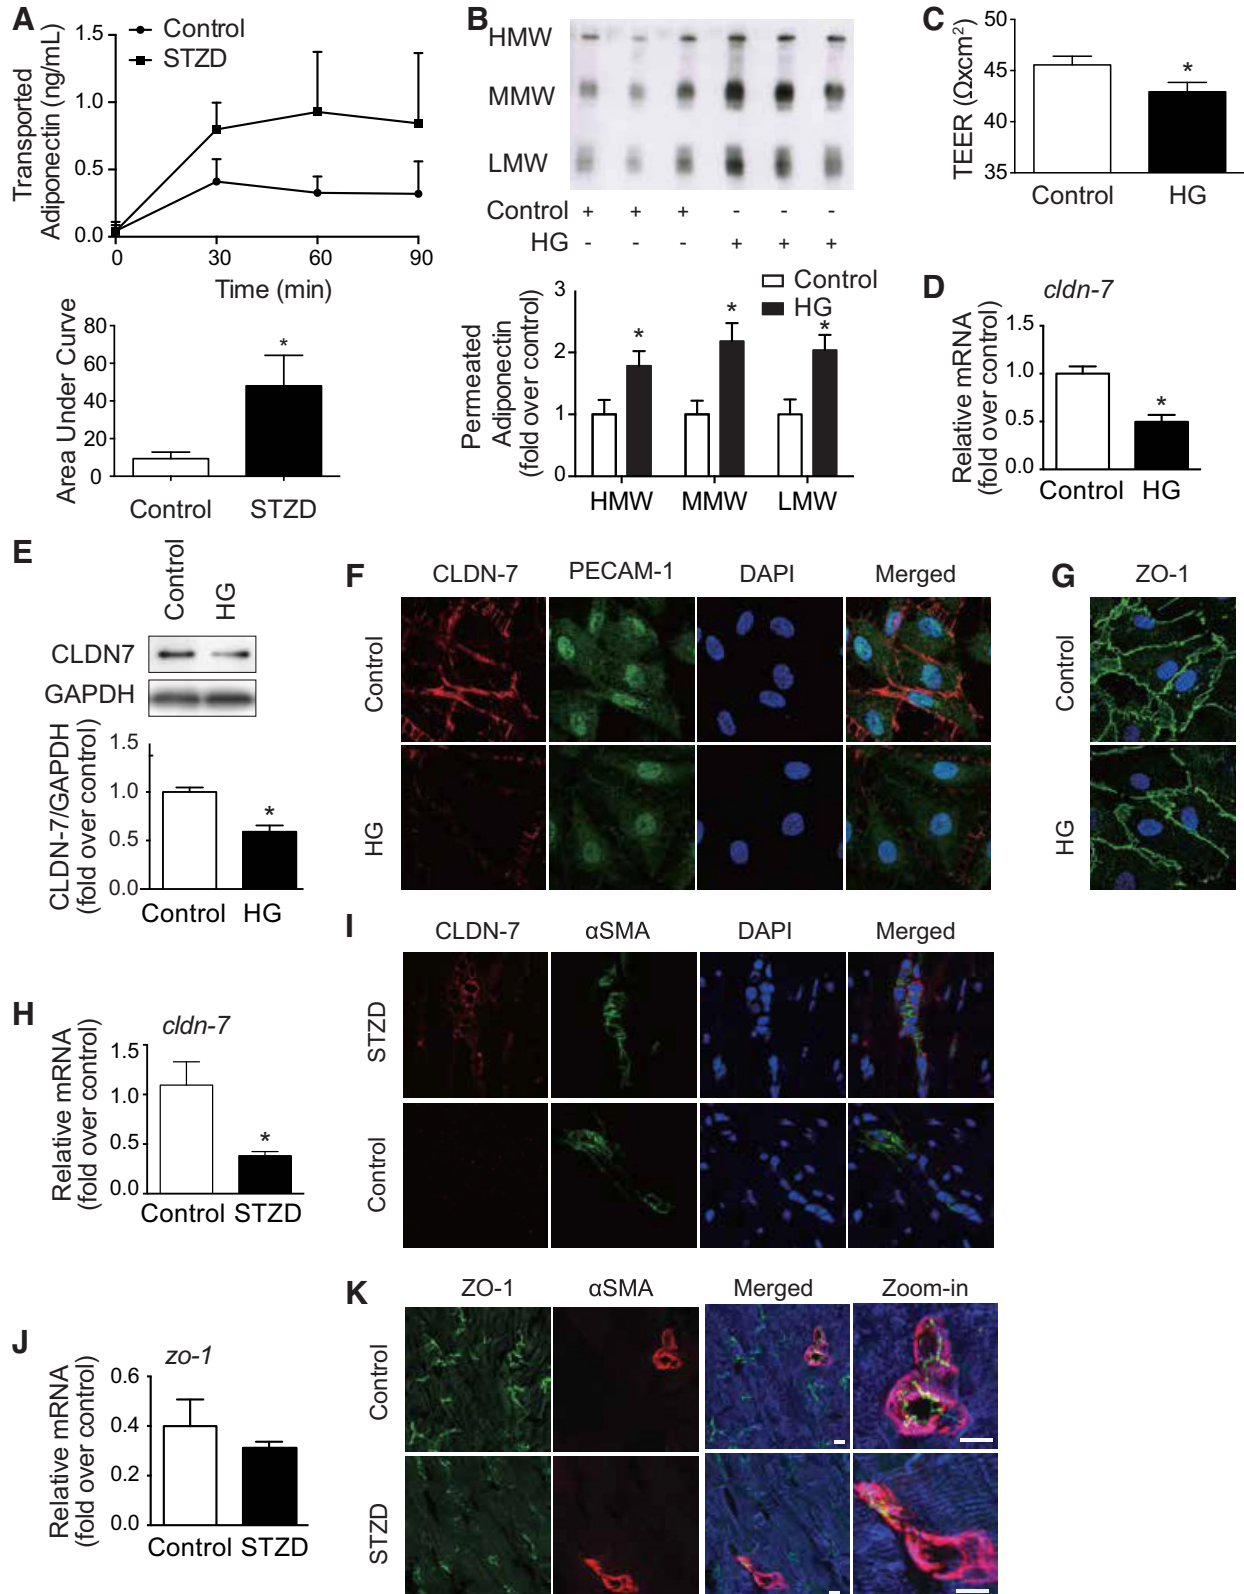 A
Control
STZD
Transported
Adiponectin (ng/mL)
1.5
1.0
0.5
0.0
0 30 60 90
Time (min)
Area Under Curve
80
60
40
20
0
*
Control STZD
B
HMW
MMW
LMW
Control + + + - - -
HG - - - + + +
Control
HG
Permeated
Adiponectin
(fold over control)
3
2
1
0
* * *
HMW MMW LMW
C
TEER (Ωxcm²)
50
45
40
35
*
Control HG
D
cldn-7
Relative mRNA
(fold over control)
1.5
1.0
0.5
0.0
*
Control HG
E
Control HG
CLDN7
GAPDH
CLDN-7/GAPDH
(fold over control)
1.5
1.0
0.5
0.0
*
Control HG
F
CLDN-7 PECAM-1 DAPI Merged
Control
HG
G
ZO-1
Control
HG
H
cldn-7
Relative mRNA
(fold over control)
1.5
1.0
0.5
0.0
*
Control STZD
I
CLDN-7 αSMA DAPI Merged
STZD
Control
J
zo-1
Relative mRNA
(fold over control)
0.6
0.4
0.2
0.0
Control STZD
K
ZO-1 αSMA Merged Zoom-in
Control
STZD